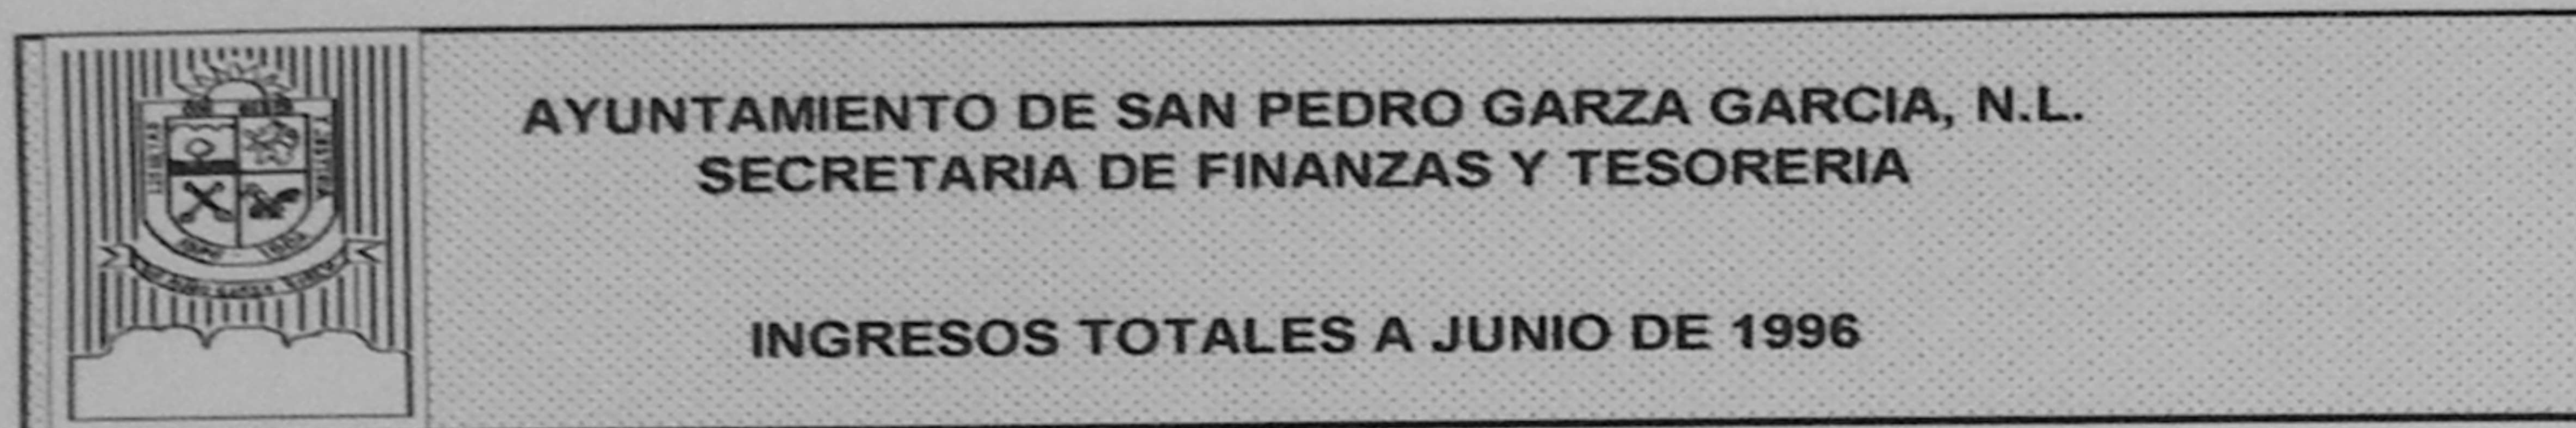 AYUNTAMIENTO DE SAN PEDRO GARZA GARCIA, N.L.
SECRETARIA DE FINANZAS Y TESORERIA
INGRESOS TOTALES A JUNIO DE 1996